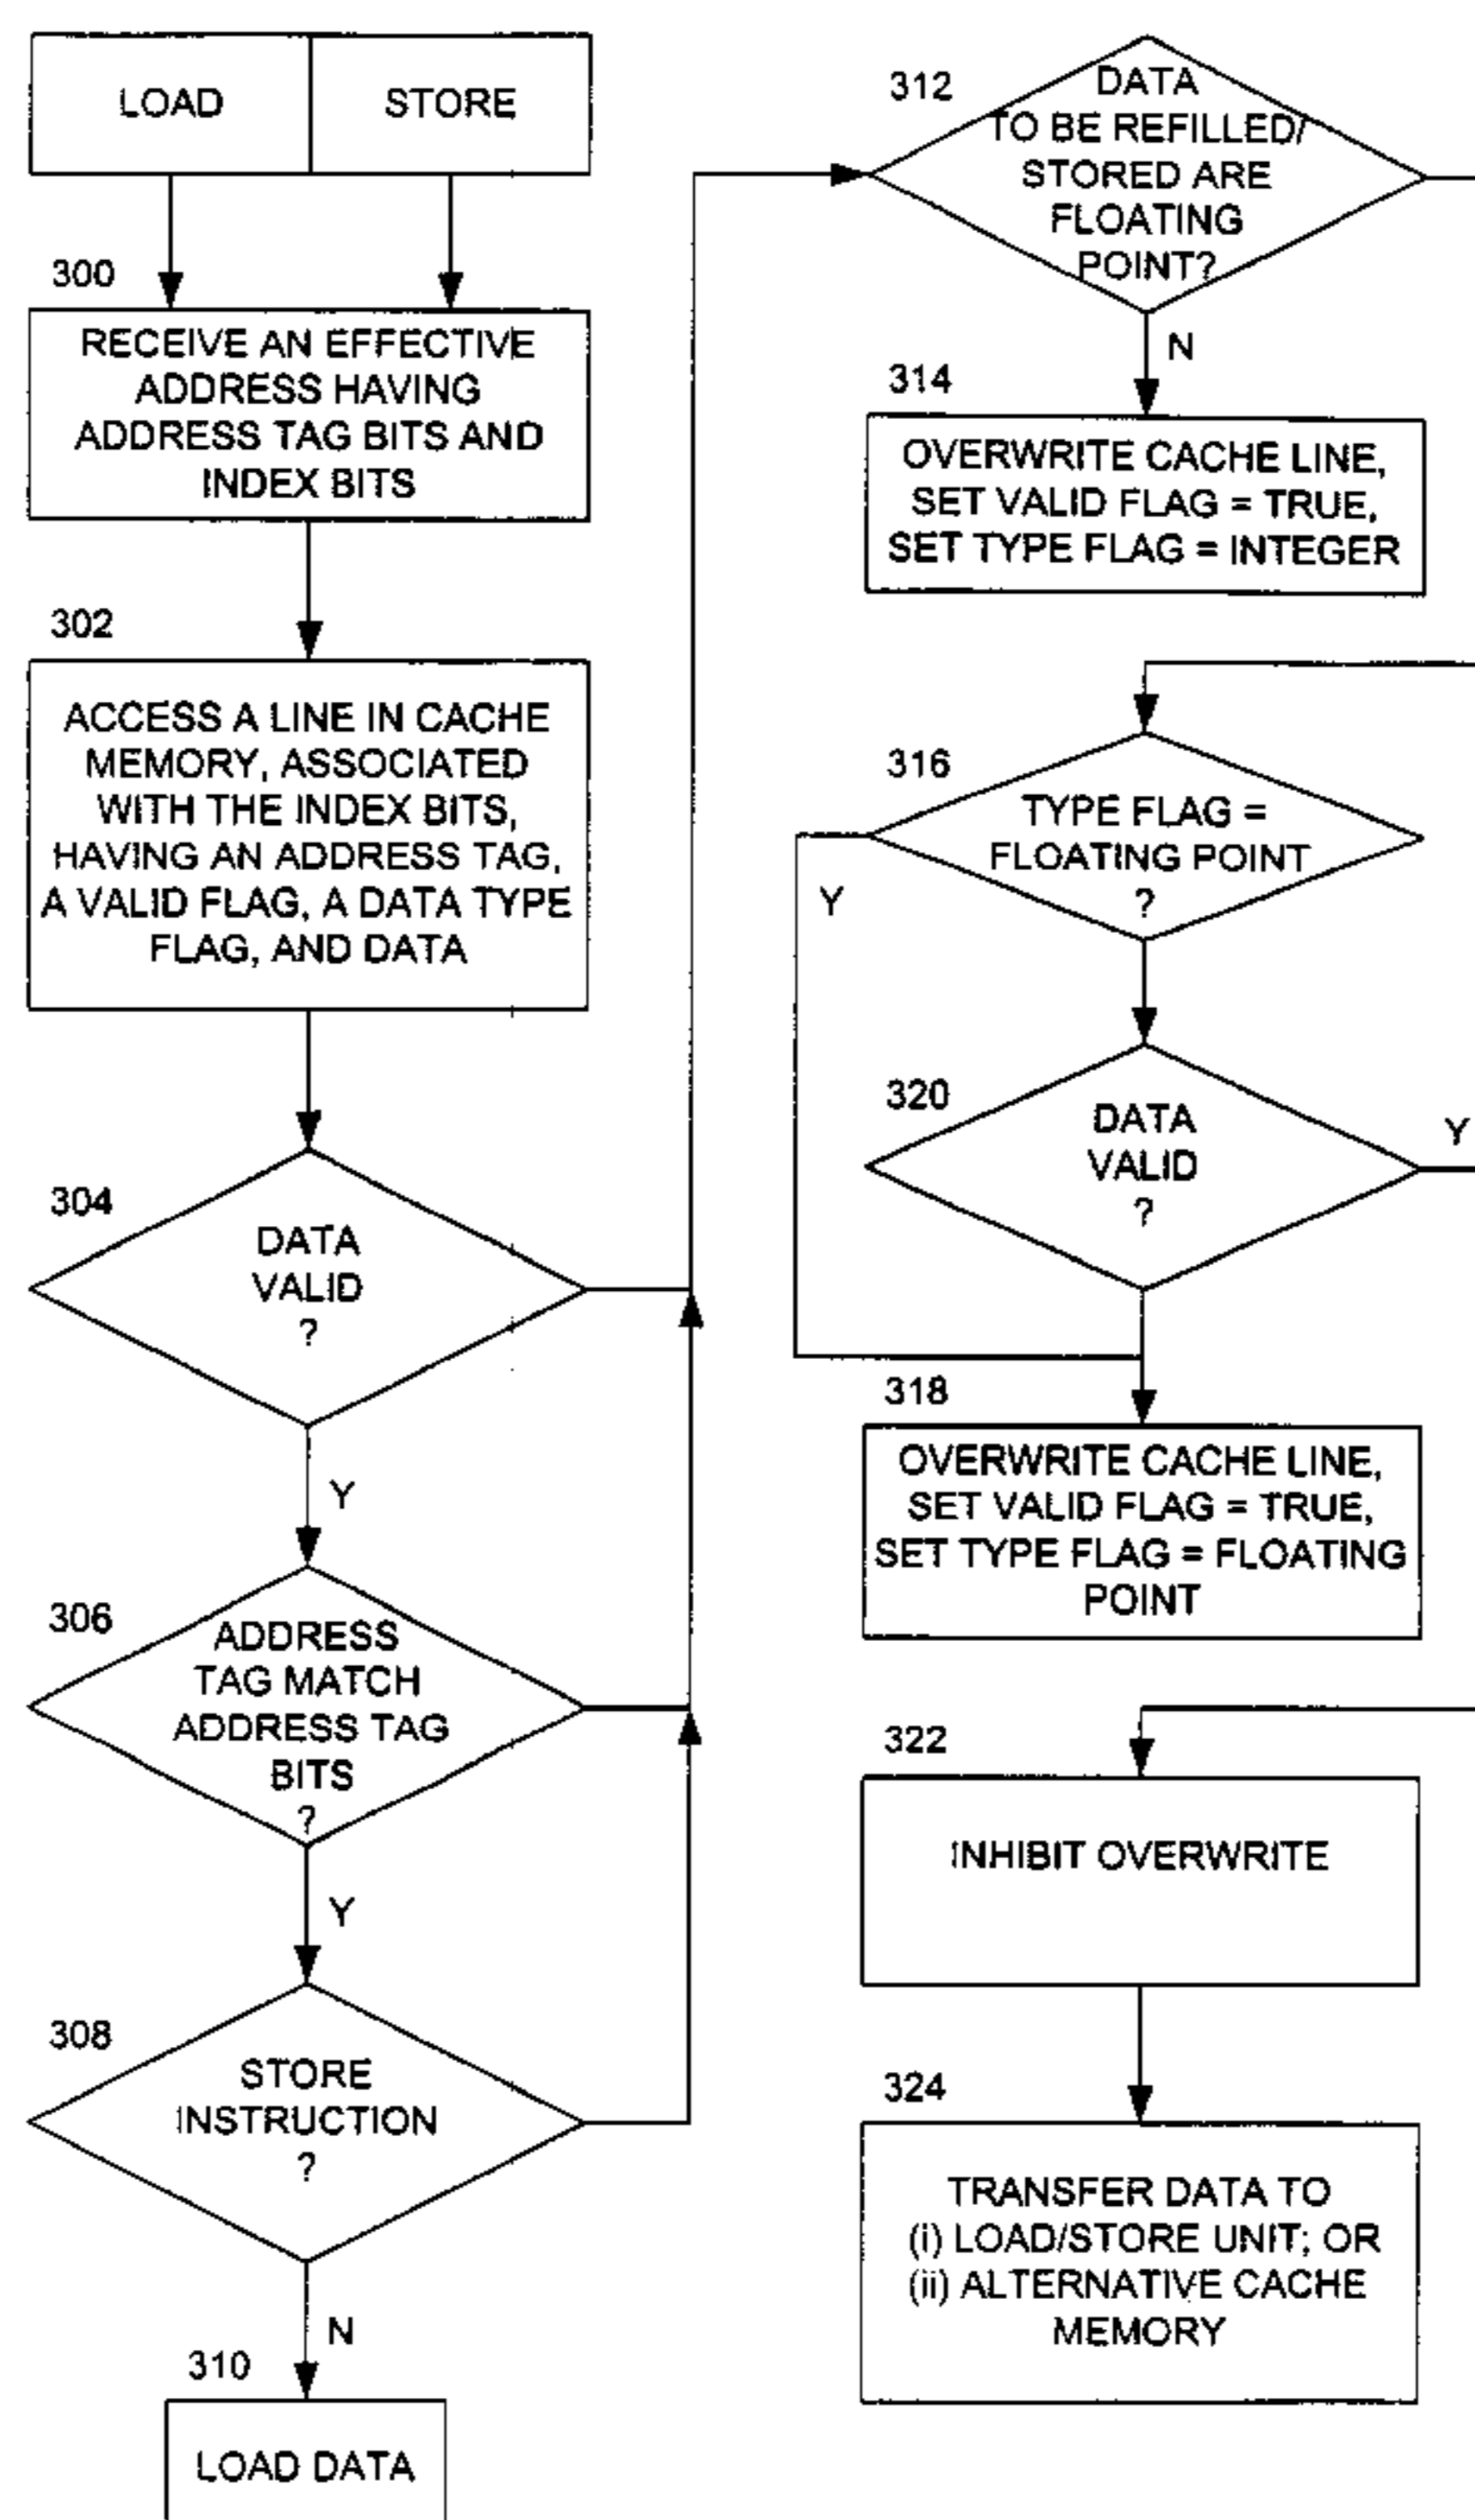 LOAD
STORE
300
RECEIVE AN EFFECTIVE
ADDRESS HAVING
ADDRESS TAG BITS AND
INDEX BITS
302
ACCESS A LINE IN CACHE
MEMORY, ASSOCIATED
WITH THE INDEX BITS,
HAVING AN ADDRESS TAG,
A VALID FLAG, A DATA TYPE
FLAG, AND DATA
304
DATA
VALID
?
Y
306
ADDRESS
TAG MATCH
ADDRESS TAG
BITS
?
Y
308
STORE
INSTRUCTION
?
N
310
LOAD DATA
312
DATA
TO BE REFILLED/
STORED ARE
FLOATING
POINT?
N
314
OVERWRITE CACHE LINE,
SET VALID FLAG = TRUE,
SET TYPE FLAG = INTEGER
316
TYPE FLAG =
FLOATING POINT
?
Y
320
DATA
VALID
?
Y
318
OVERWRITE CACHE LINE,
SET VALID FLAG = TRUE,
SET TYPE FLAG = FLOATING
POINT
322
INHIBIT OVERWRITE
324
TRANSFER DATA TO
(i) LOAD/STORE UNIT; OR
(ii) ALTERNATIVE CACHE
MEMORY